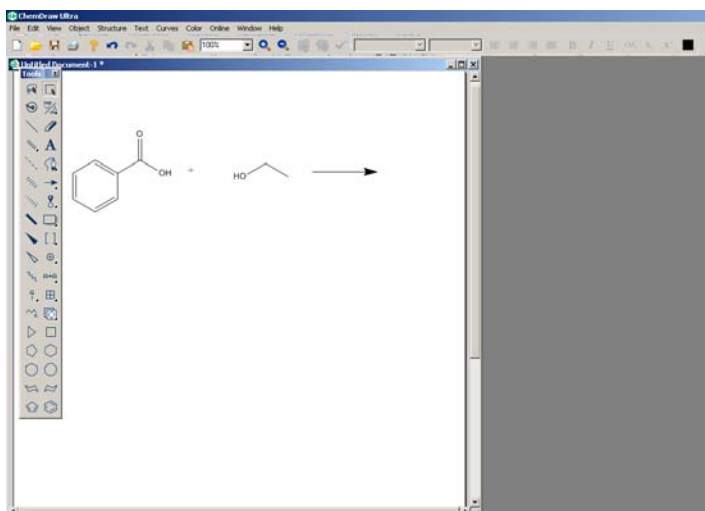 ChemDraw Ultra
File Edit View Object Structure Text Curves Color Online Window Help
100%
B I U
Untitled Document-1 *
Tools
A
O
OH
+
HO